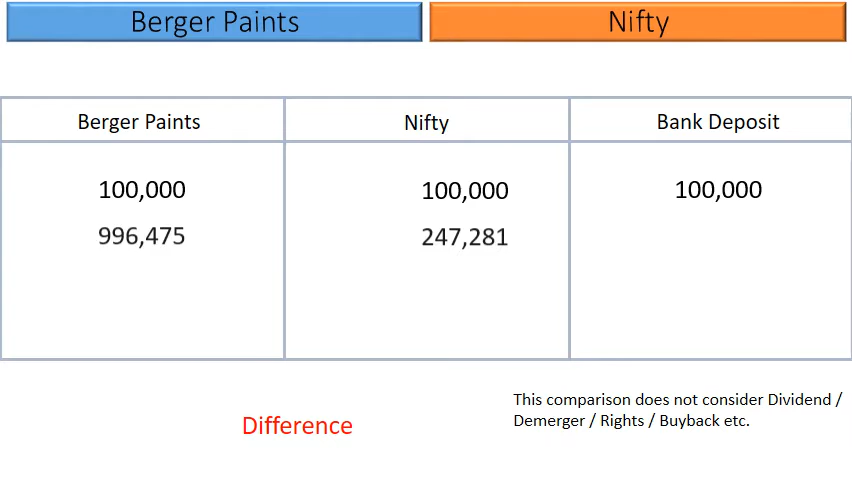 Berger Paints
Nifty
Berger Paints
Nifty
Bank Deposit
100,000
100,000
100,000
996,475
247,281
Difference
This comparison does not consider Dividend /
Demerger / Rights / Buyback etc.